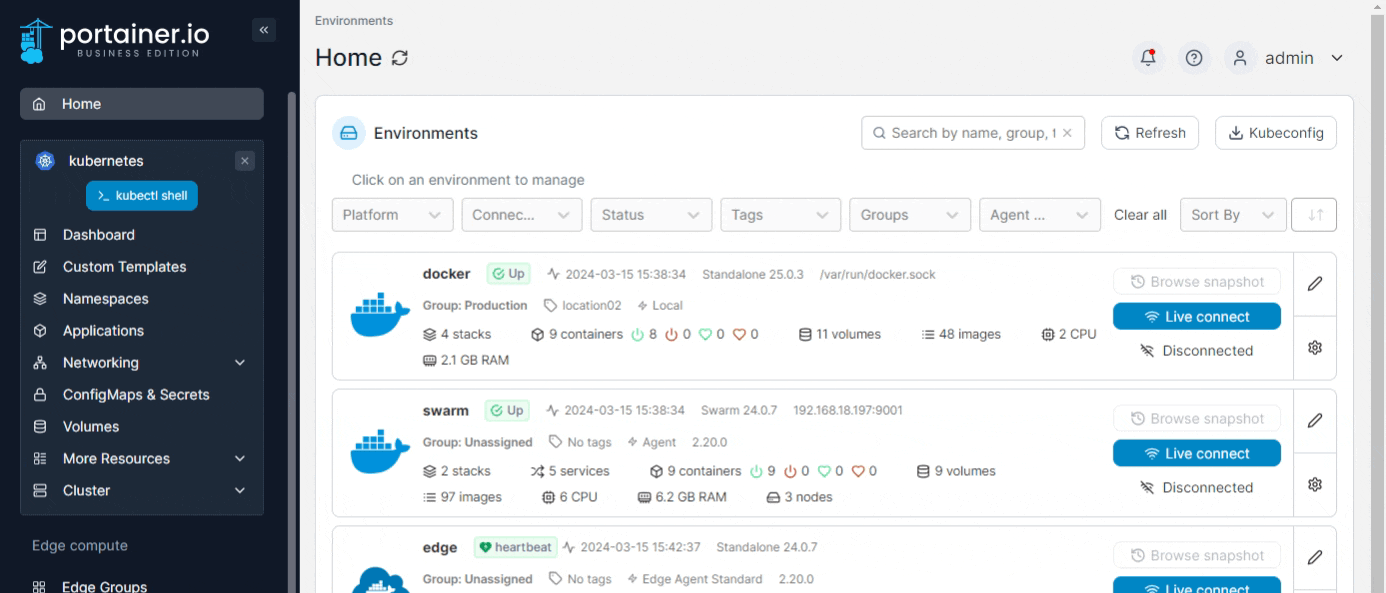 portainer.io
BUSINESS EDITION
«
Home
kubernetes
×
>_ kubectl shell
Dashboard
Custom Templates
Namespaces
Applications
Networking
ConfigMaps & Secrets
Volumes
More Resources
Cluster
Edge compute
Edge Groups
Environments
Home
admin
Environments
Search by name, group, t ×
Refresh
Kubeconfig
Click on an environment to manage
Platform
Connec...
Status
Tags
Groups
Agent ...
Clear all
Sort By
docker Up 2024-03-15 15:38:34 Standalone 25.0.3 /var/run/docker.sock
Group: Production location02 Local
4 stacks 9 containers 8 0 0 0 11 volumes 48 images 2 CPU
2.1 GB RAM
Browse snapshot
Live connect
Disconnected
swarm Up 2024-03-15 15:38:34 Swarm 24.0.7 192.168.18.197:9001
Group: Unassigned No tags Agent 2.20.0
2 stacks 5 services 9 containers 9 0 0 0 9 volumes
97 images 6 CPU 6.2 GB RAM 3 nodes
Browse snapshot
Live connect
Disconnected
edge heartbeat 2024-03-15 15:42:37 Standalone 24.0.7
Group: Unassigned No tags Edge Agent Standard 2.20.0
Browse snapshot
Live connect